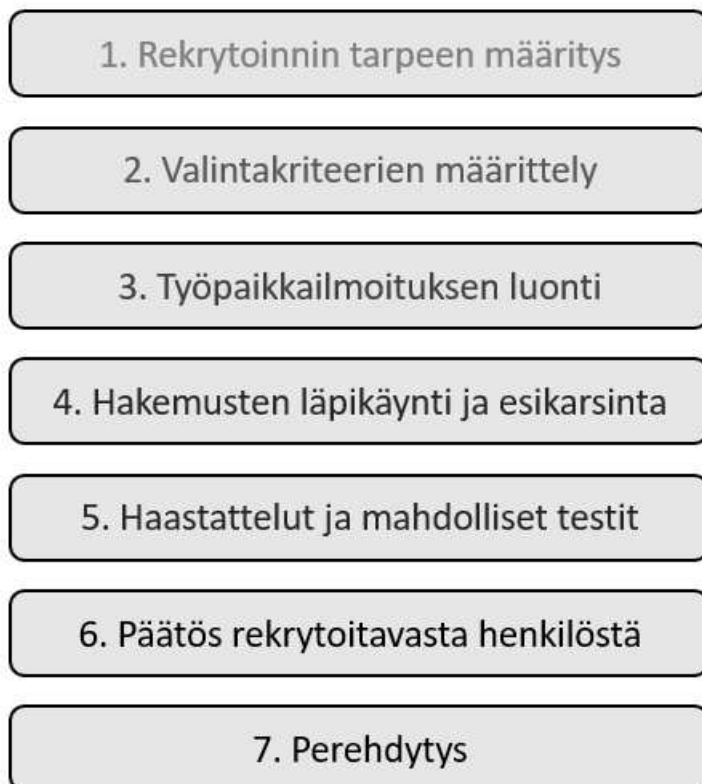 1. Rekrytoinnin tarpeen määritys
2. Valintakriteerien määrittely
3. Työpaikkailmoituksen luonti
4. Hakemusten läpikäynti ja esikarsinta
5. Haastattelut ja mahdolliset testit
6. Päätös rekrytoitavasta henkilöstä
7. Perehdytys